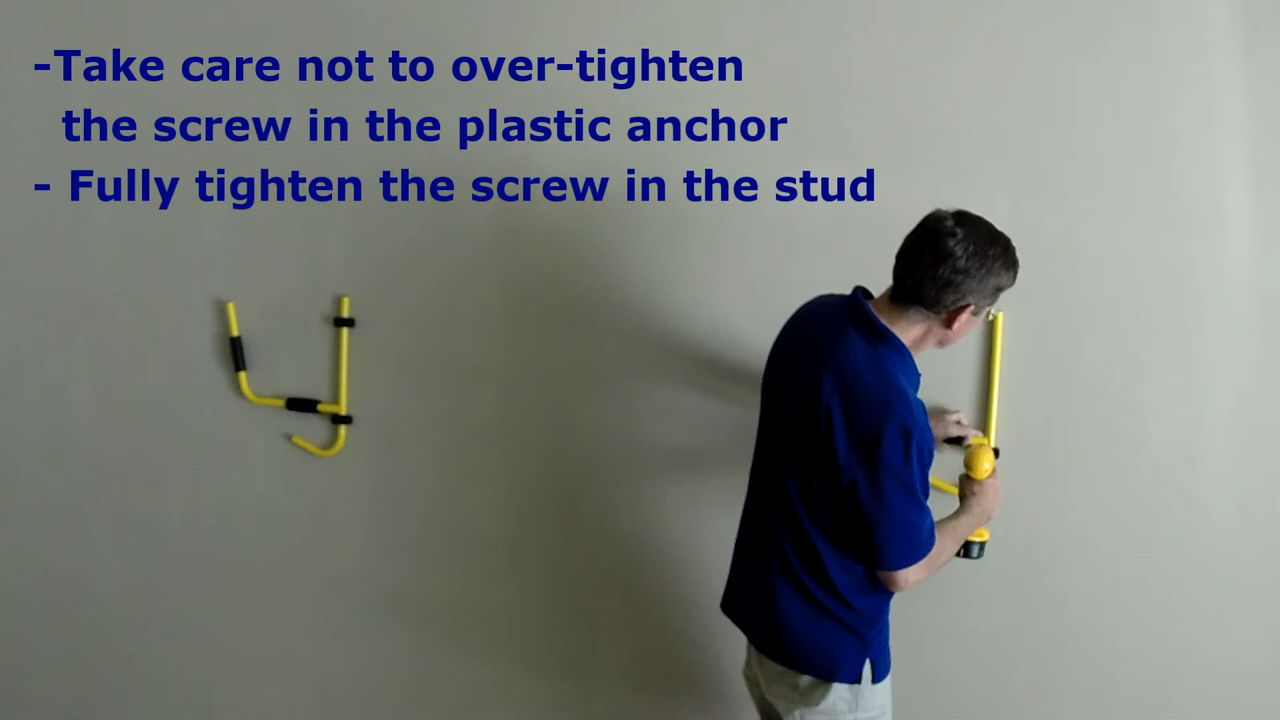 -Take care not to over-tighten
the screw in the plastic anchor
- Fully tighten the screw in the stud